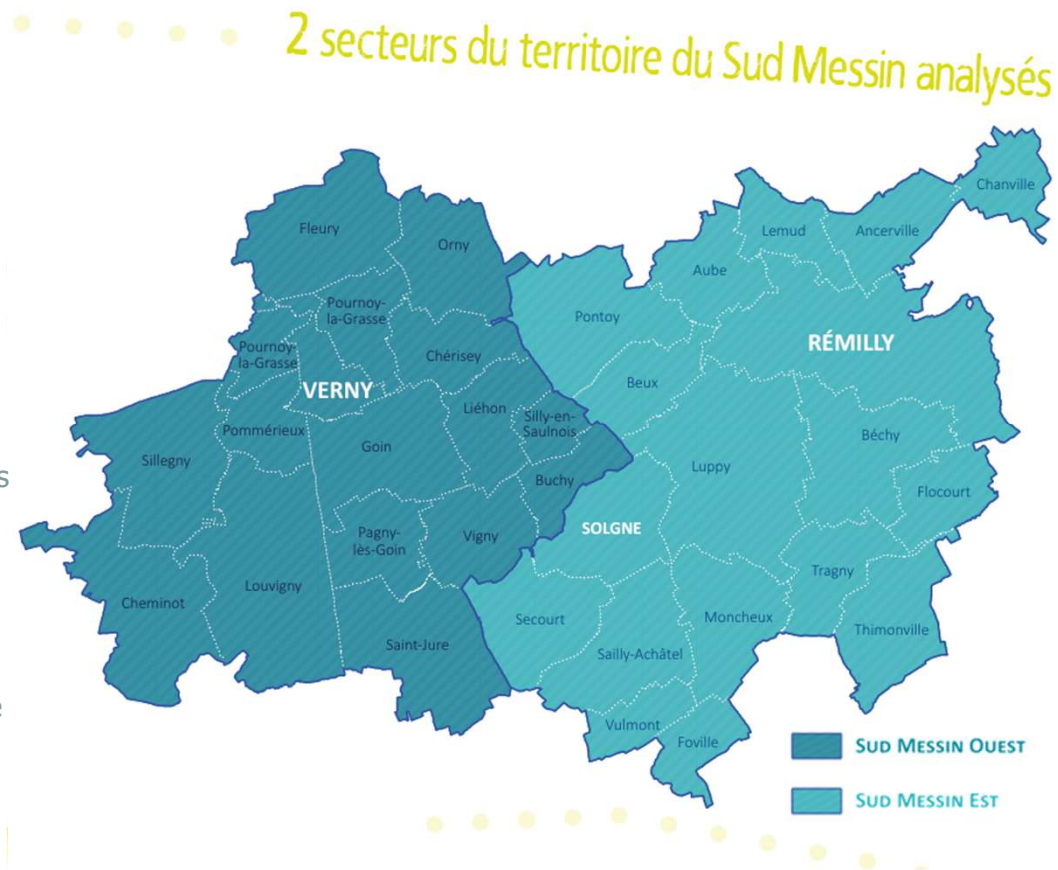 2 secteurs du territoire du Sud Messin analysés
Chanville
Fleury
Orny
Lemud
Ancerville
Aube
Pournoy-
la-Grasse
Pontoy
RÉMILLY
Pournoy-
la-Grasse
Chérisey
VERNY
Beux
Liéhon
Silly-en-
Saulnois
Pommérieux
Goin
Béchy
Sillegny
Luppy
s
Buchy
Flocourt
Pagny-
lès-Goin
Vigny
SOLGNE
Tragny
Louvigny
Cheminot
Secourt
Moncheux
Thimonville
Saint-Jure
Sailly-Achâtel
e
Vulmont
Foville
SUD MESSIN OUEST
SUD MESSIN EST